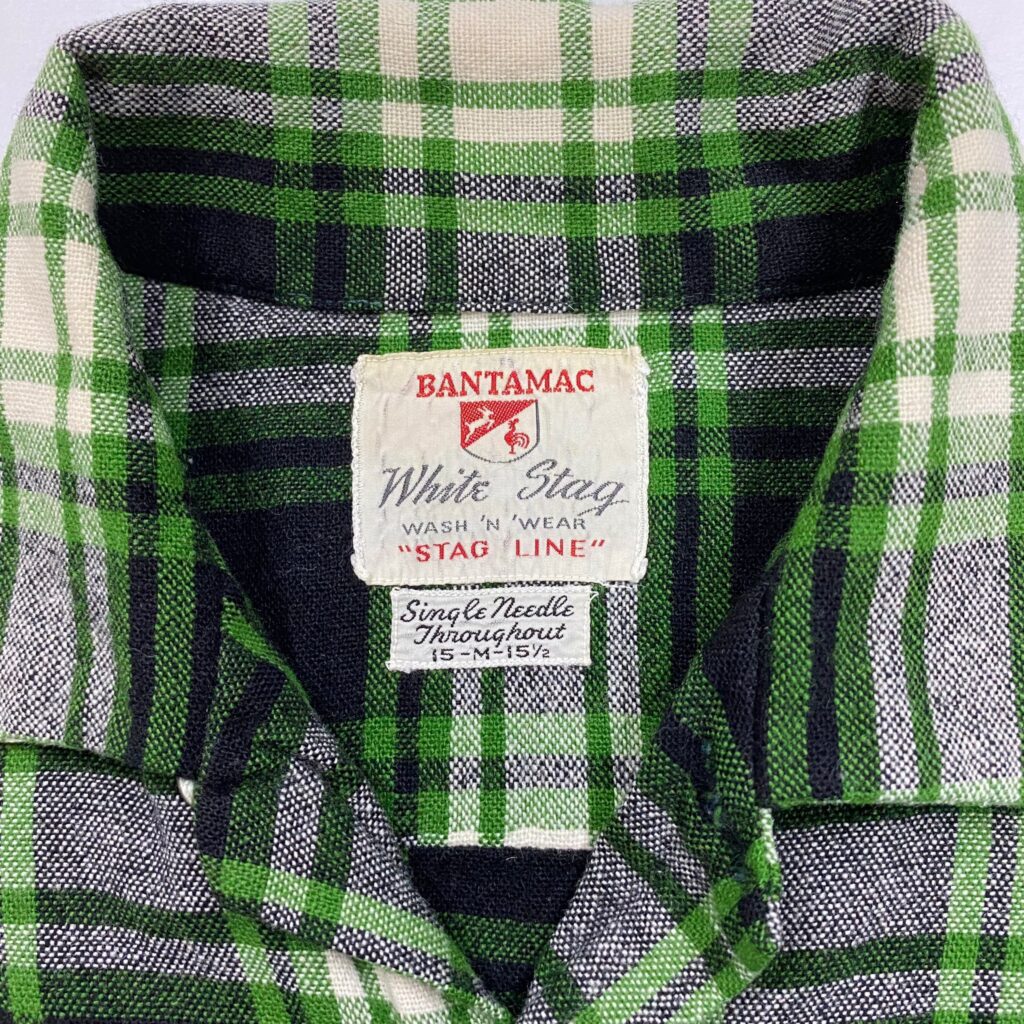 BANTAMAC
White Stag
WASH 'N 'WEAR
"STAG LINE"
Single Needle
Throughout
15-M-15½